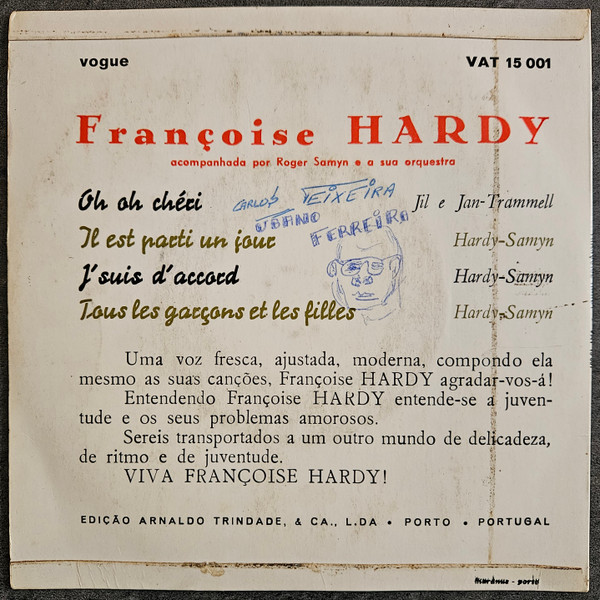 vogue VAT 15 001
Françoise HARDY
acompanhada por Roger Samyn e a sua orquestra
Oh oh chéri Jil e Jan-Trammell
CARLOS TEIXEIRA
Il est parti un jour Hardy-Samyn
FERREIRA
J'suis d'accord Hardy-Samyn
Tous les garçons et les filles Hardy-Samyn
Uma voz fresca, ajustada, moderna, compondo ela
mesmo as suas canções, Françoise HARDY agradar-vos-á!
Entendendo Françoise HARDY entende-se a juven-
tude e os seus problemas amorosos.
Sereis transportados a um outro mundo de delicadeza,
de ritmo e de juventude.
VIVA FRANÇOISE HARDY!
EDIÇÃO ARNALDO TRINDADE, & CA., L.DA • PORTO • PORTUGAL